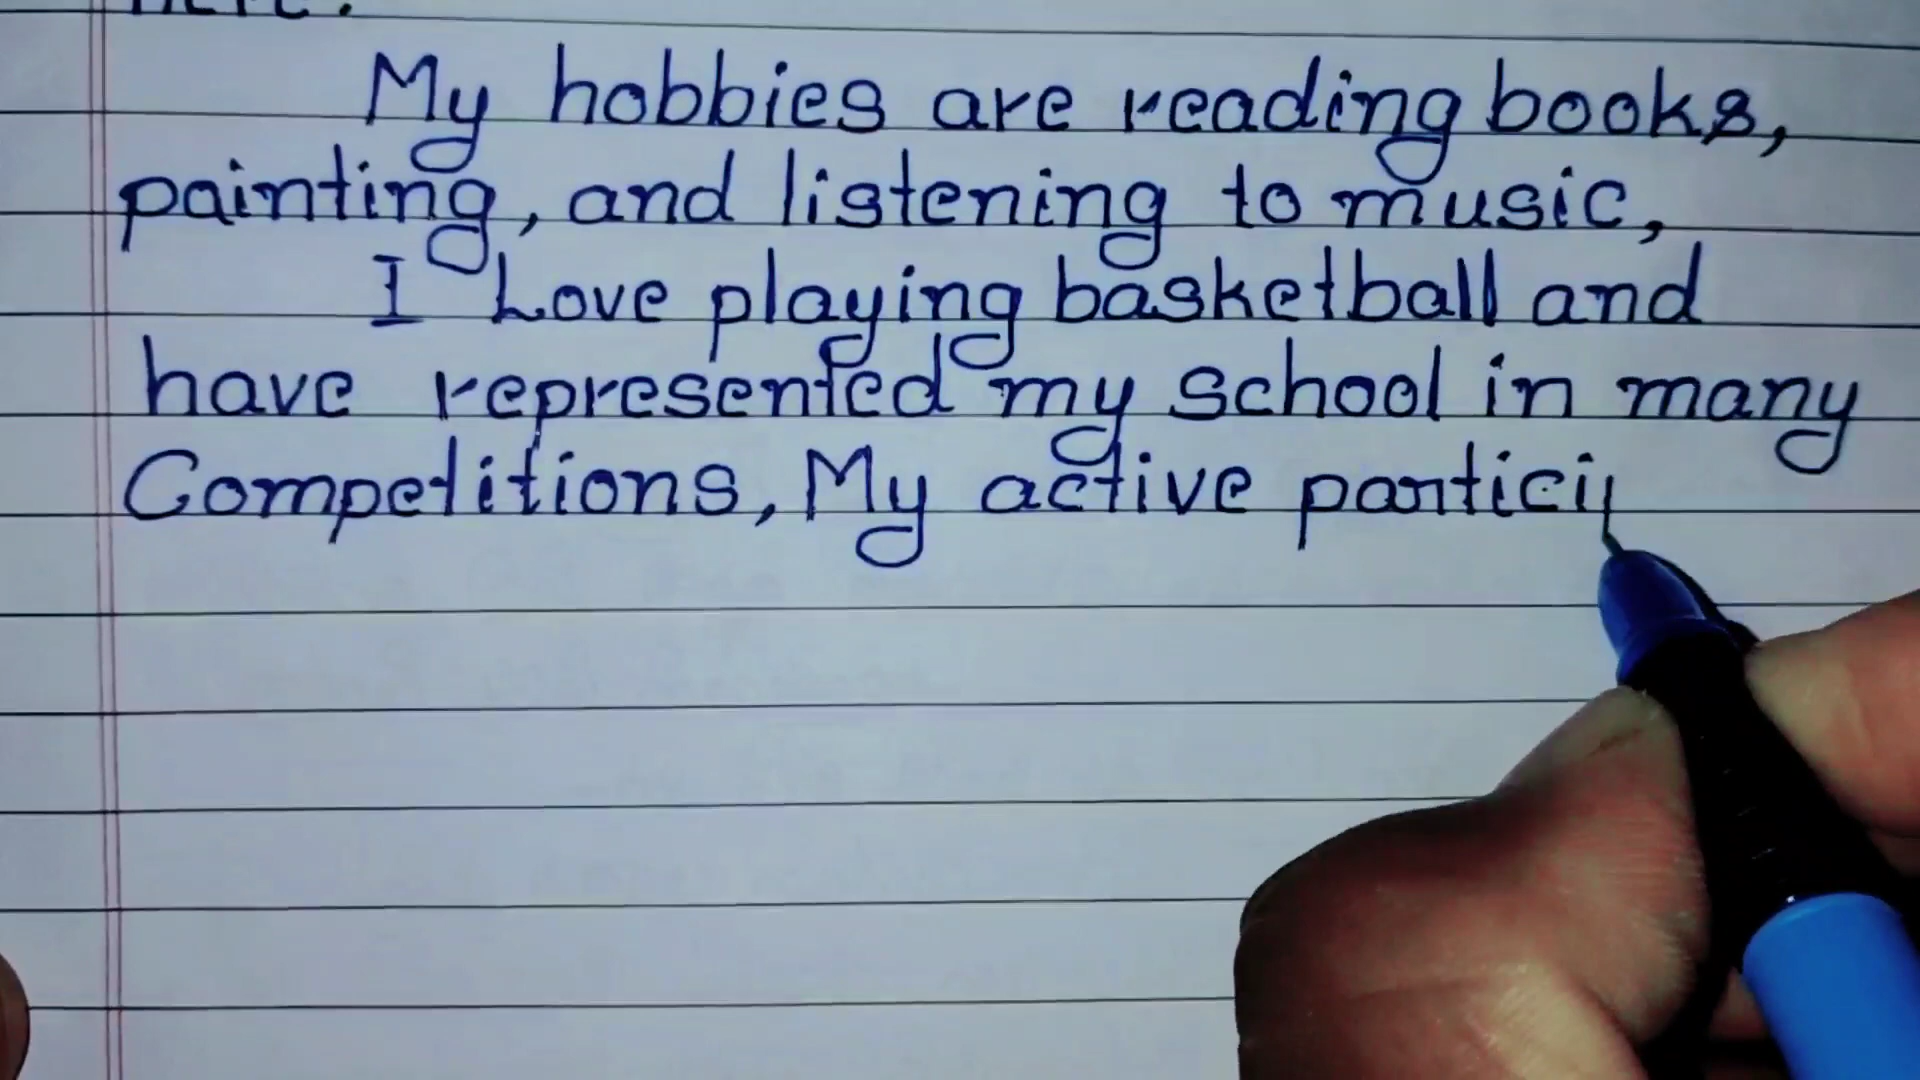 My hobbies are reading books,
painting, and listening to music,
I Love playing basketball and
have represented my school in many
Competitions, My active partici